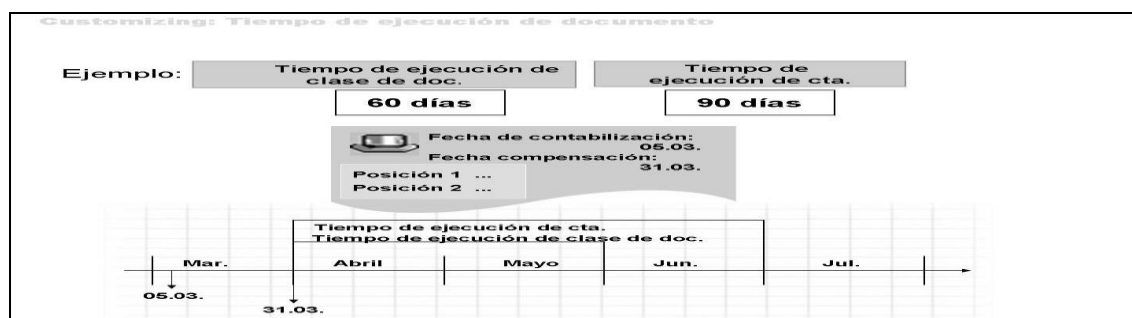 Customizing: Tiempo de ejecución de documento
Ejemplo:
Tiempo de ejecución de
clase de doc.
Tiempo de
ejecución de cta.
60 días
90 días
Fecha de contabilización:
05.03.
Fecha compensación:
31.03.
Posición 1 ...
Posición 2 ...
Tiempo de ejecución de cta.
Tiempo de ejecución de clase de doc.
Mar. Abril Mayo Jun. Jul.
05.03.
31.03.